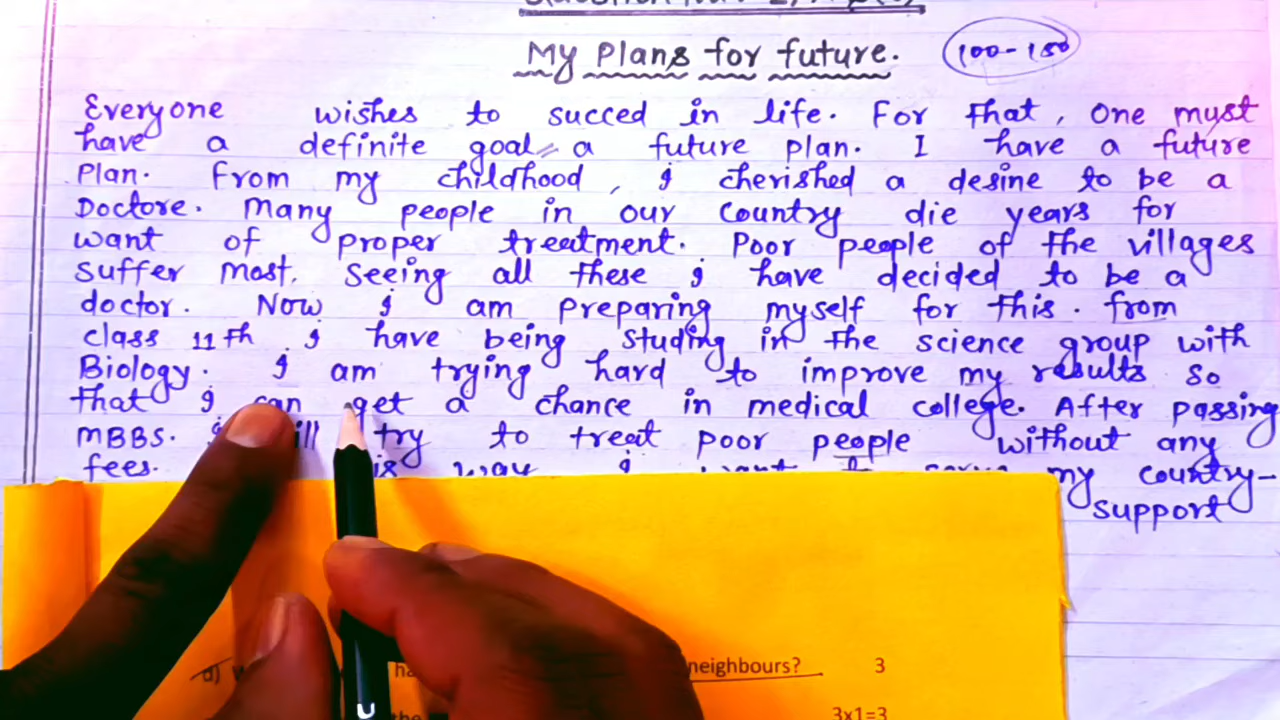 My Plans for future. 100-150
Everyone wishes to succed in life. For that, one must
have a definite goal = a future plan. I have a future
Plan. From my childhood, I cherished a desine to be a
Doctore. Many people in our country die years for
want of proper treatment. Poor people of the villages
suffer most. Seeing all these I have decided to be a
doctor. Now I am preparing myself for this. from
class 11th I have being studing in the science group with
Biology. I am trying hard to improve my results so
that I can get a chance in medical college. After passing
MBBS. try to treat poor people without any
fees. my country-
support
d) neighbours? 3
3x1=3